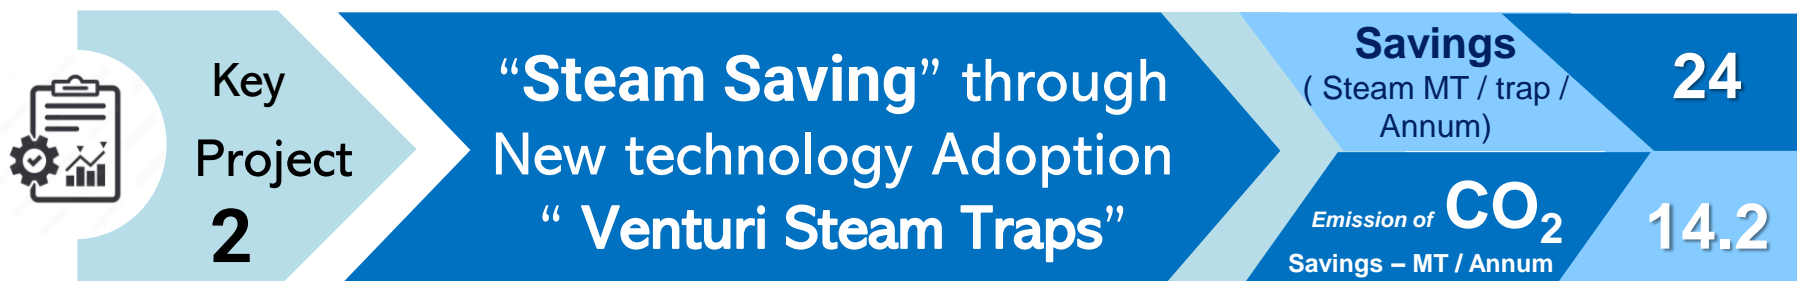 Key
Project
2
“Steam Saving” through
New technology Adoption
“ Venturi Steam Traps”
Savings
( Steam MT / trap /
Annum)
24
Emission of CO₂
Savings – MT / Annum
14.2